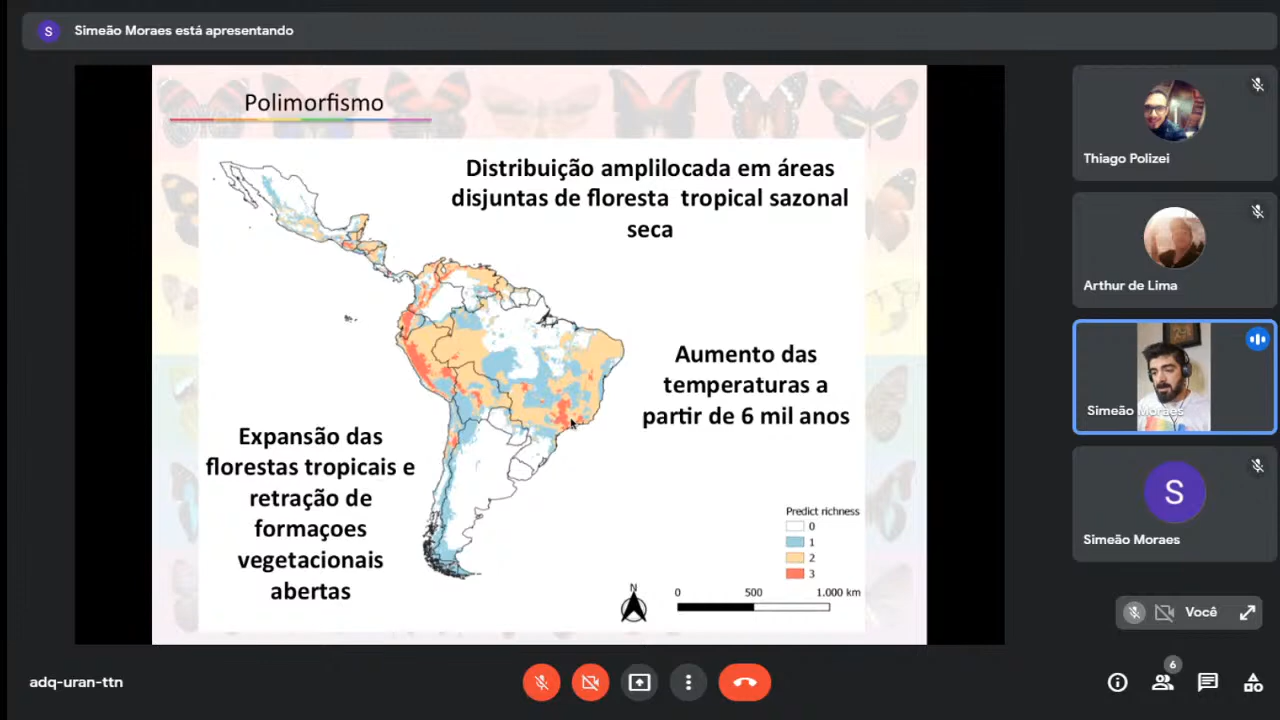 S
Simeão Moraes está apresentando
Polimorfismo
Distribuição amplilocada em áreas
disjuntas de floresta tropical sazonal
seca
Aumento das
temperaturas a
partir de 6 mil anos
Expansão das
florestas tropicais e
retração de
formaçoes
vegetacionais
abertas
Predict richness
0
1
2
3
N
0 500 1.000 km
Thiago Polizei
Arthur de Lima
Simeão Moraes
S
Simeão Moraes
Você
adq-uran-ttn
6